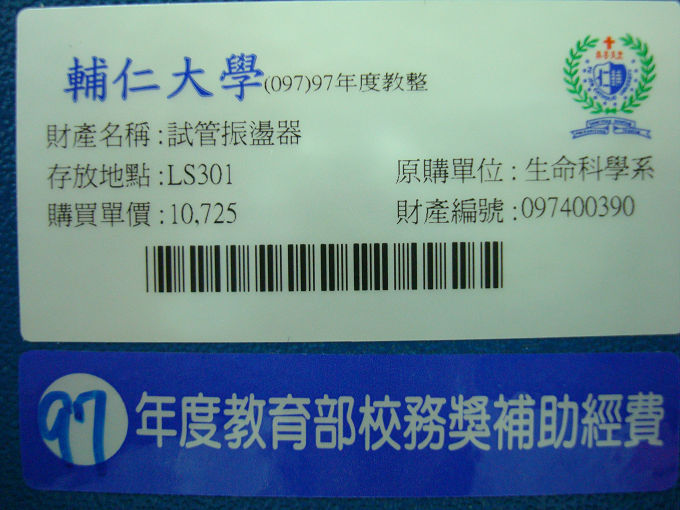 輔仁大學(097)97年度教整
財產名稱:試管振盪器
存放地點:LS301
原購單位:生命科學系
購買單價:10,725
財產編號:097400390
97年度教育部校務獎補助經費